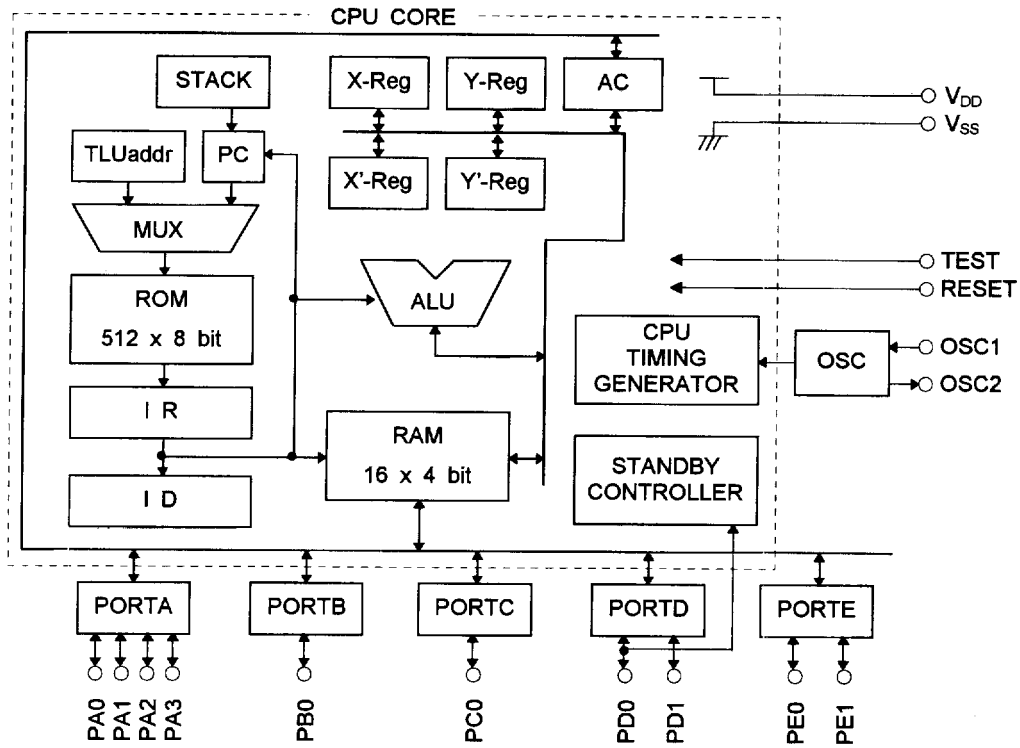 CPU CORE
STACK
X-Reg
Y-Reg
AC
VDD
VSS
TLUaddr
PC
X'-Reg
Y'-Reg
MUX
TEST
RESET
ROM
512 x 8 bit
ALU
CPU
TIMING
GENERATOR
OSC
OSC1
OSC2
I R
RAM
16 x 4 bit
STANDBY
CONTROLLER
I D
PORTA
PORTB
PORTC
PORTD
PORTE
PA0
PA1
PA2
PA3
PB0
PC0
PD0
PD1
PE0
PE1